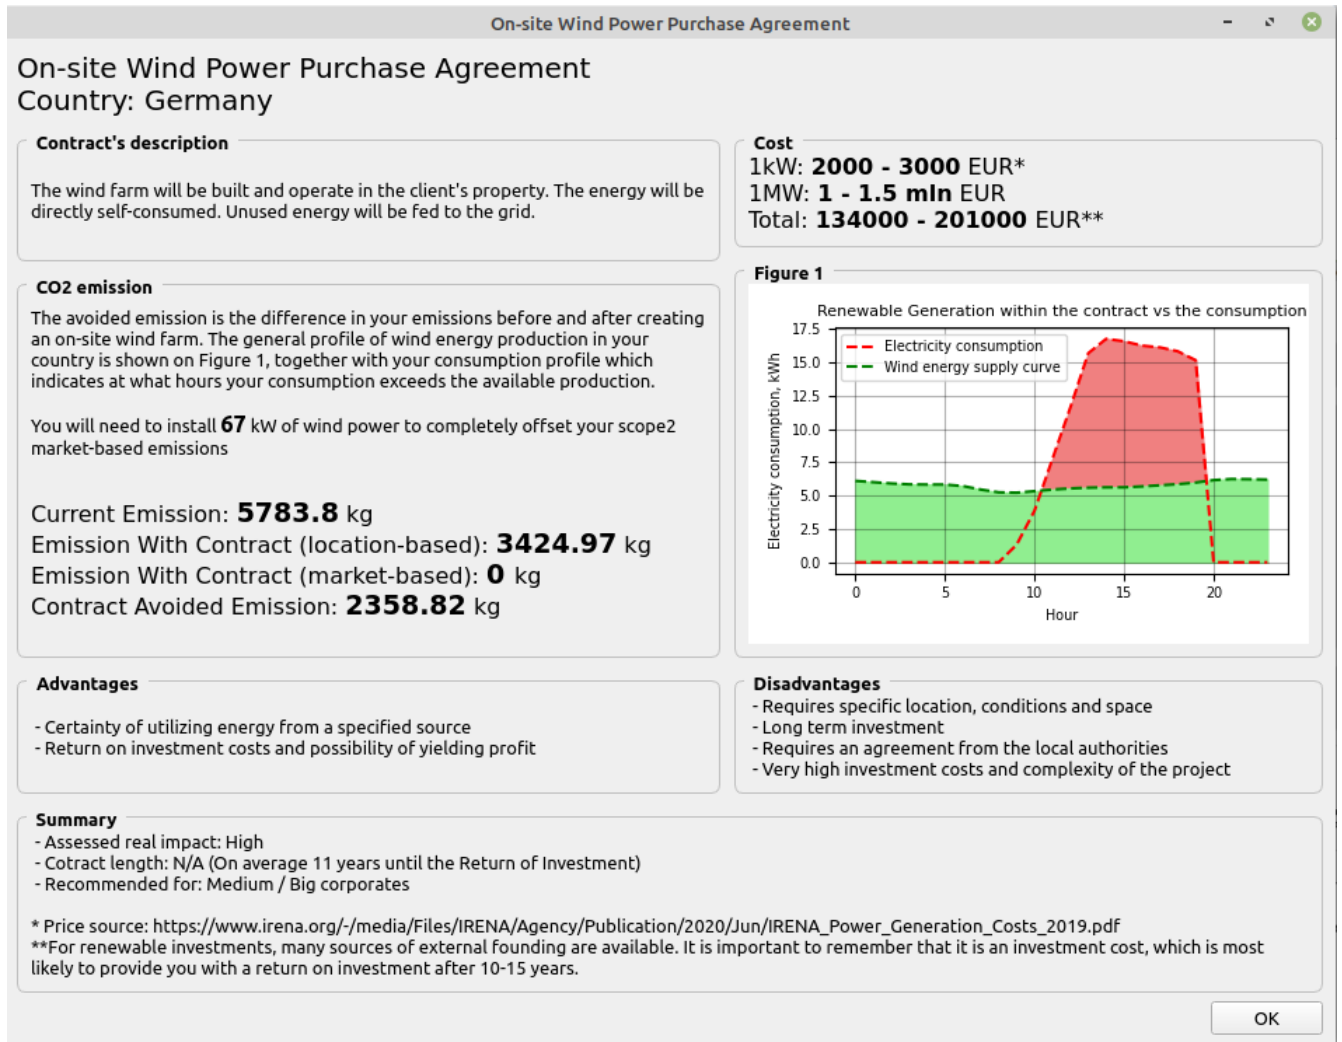 On-site Wind Power Purchase Agreement
On-site Wind Power Purchase Agreement
Country: Germany
Contract's description
The wind farm will be built and operate in the client's property. The energy will be
directly self-consumed. Unused energy will be fed to the grid.
Cost
1kW: 2000 - 3000 EUR*
1MW: 1 - 1.5 mln EUR
Total: 134000 - 201000 EUR**
CO2 emission
The avoided emission is the difference in your emissions before and after creating
an on-site wind farm. The general profile of wind energy production in your
country is shown on Figure 1, together with your consumption profile which
indicates at what hours your consumption exceeds the available production.
You will need to install 67 kW of wind power to completely offset your scope2
market-based emissions
Current Emission: 5783.8 kg
Emission With Contract (location-based): 3424.97 kg
Emission With Contract (market-based): 0 kg
Contract Avoided Emission: 2358.82 kg
Figure 1
Renewable Generation within the contract vs the consumption
Electricity consumption
Wind energy supply curve
Electricity consumption, kWh
17.5
15.0
12.5
10.0
7.5
5.0
2.5
0.0
0 5 10 15 20
Hour
Advantages
- Certainty of utilizing energy from a specified source
- Return on investment costs and possibility of yielding profit
Disadvantages
- Requires specific location, conditions and space
- Long term investment
- Requires an agreement from the local authorities
- Very high investment costs and complexity of the project
Summary
- Assessed real impact: High
- Cotract length: N/A (On average 11 years until the Return of Investment)
- Recommended for: Medium / Big corporates
* Price source: https://www.irena.org/-/media/Files/IRENA/Agency/Publication/2020/Jun/IRENA_Power_Generation_Costs_2019.pdf
**For renewable investments, many sources of external founding are available. It is important to remember that it is an investment cost, which is most
likely to provide you with a return on investment after 10-15 years.
OK